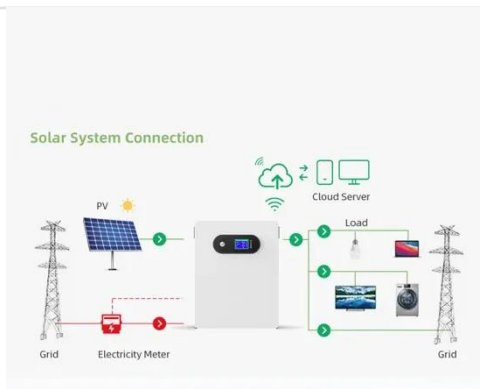 Solar System Connection
Cloud Server
PV
Load
Grid
Electricity Meter
Grid